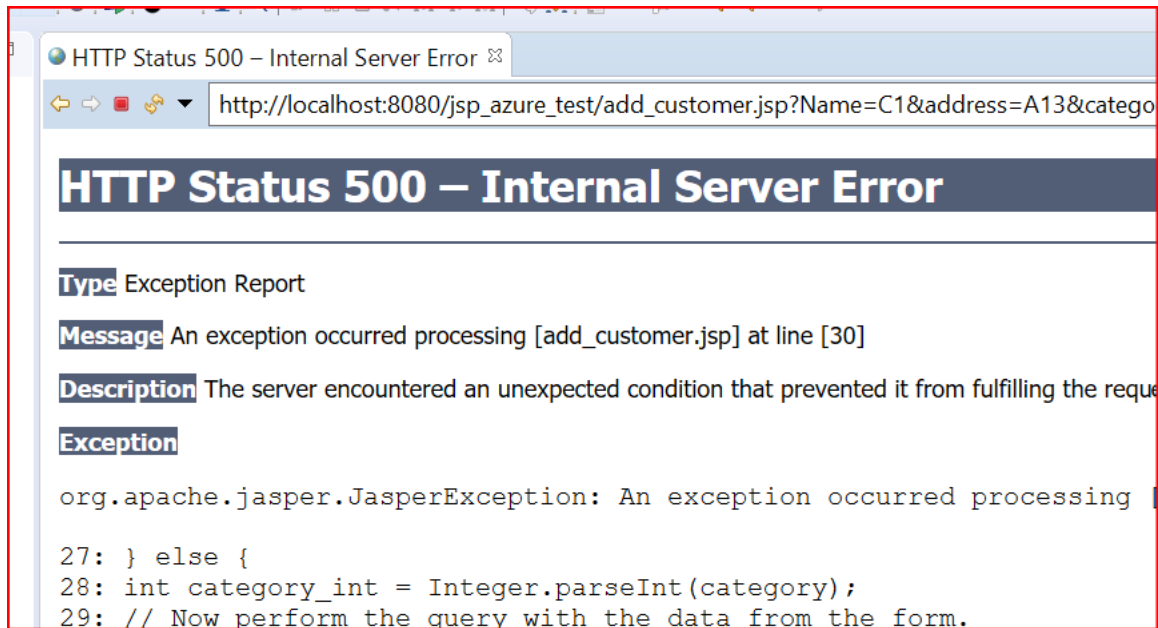 HTTP Status 500 – Internal Server Error
http://localhost:8080/jsp_azure_test/add_customer.jsp?Name=C1&address=A13&catego
HTTP Status 500 – Internal Server Error
Type Exception Report
Message An exception occurred processing [add_customer.jsp] at line [30]
Description The server encountered an unexpected condition that prevented it from fulfilling the reque
Exception
org.apache.jasper.JasperException: An exception occurred processing [
27: } else {
28: int category_int = Integer.parseInt(category);
29: // Now perform the query with the data from the form.